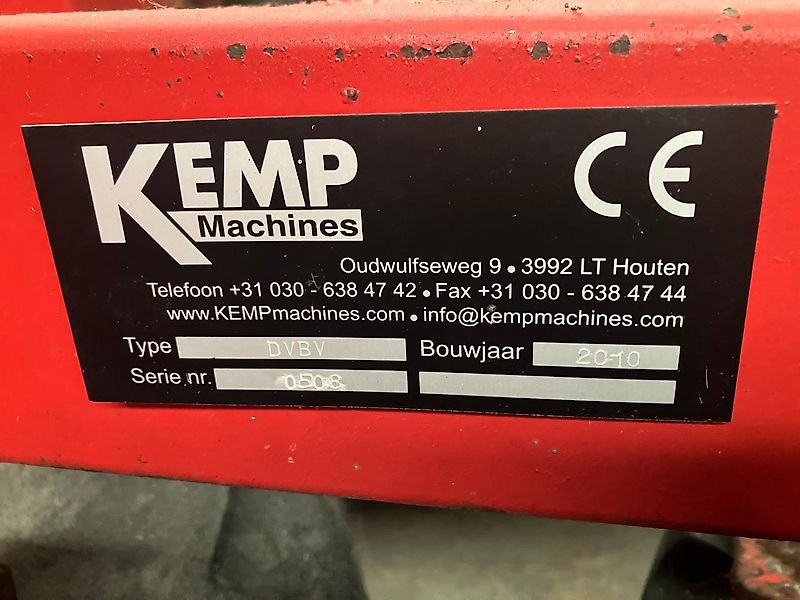 KEMP
Machines
CE
Oudwulfseweg 9 • 3992 LT Houten
Telefoon +31 030 - 638 47 42 • Fax +31 030 - 638 47 44
www.KEMPmachines.com • info@kempmachines.com
Type DVBV Bouwjaar 2010
Serie nr. 0508